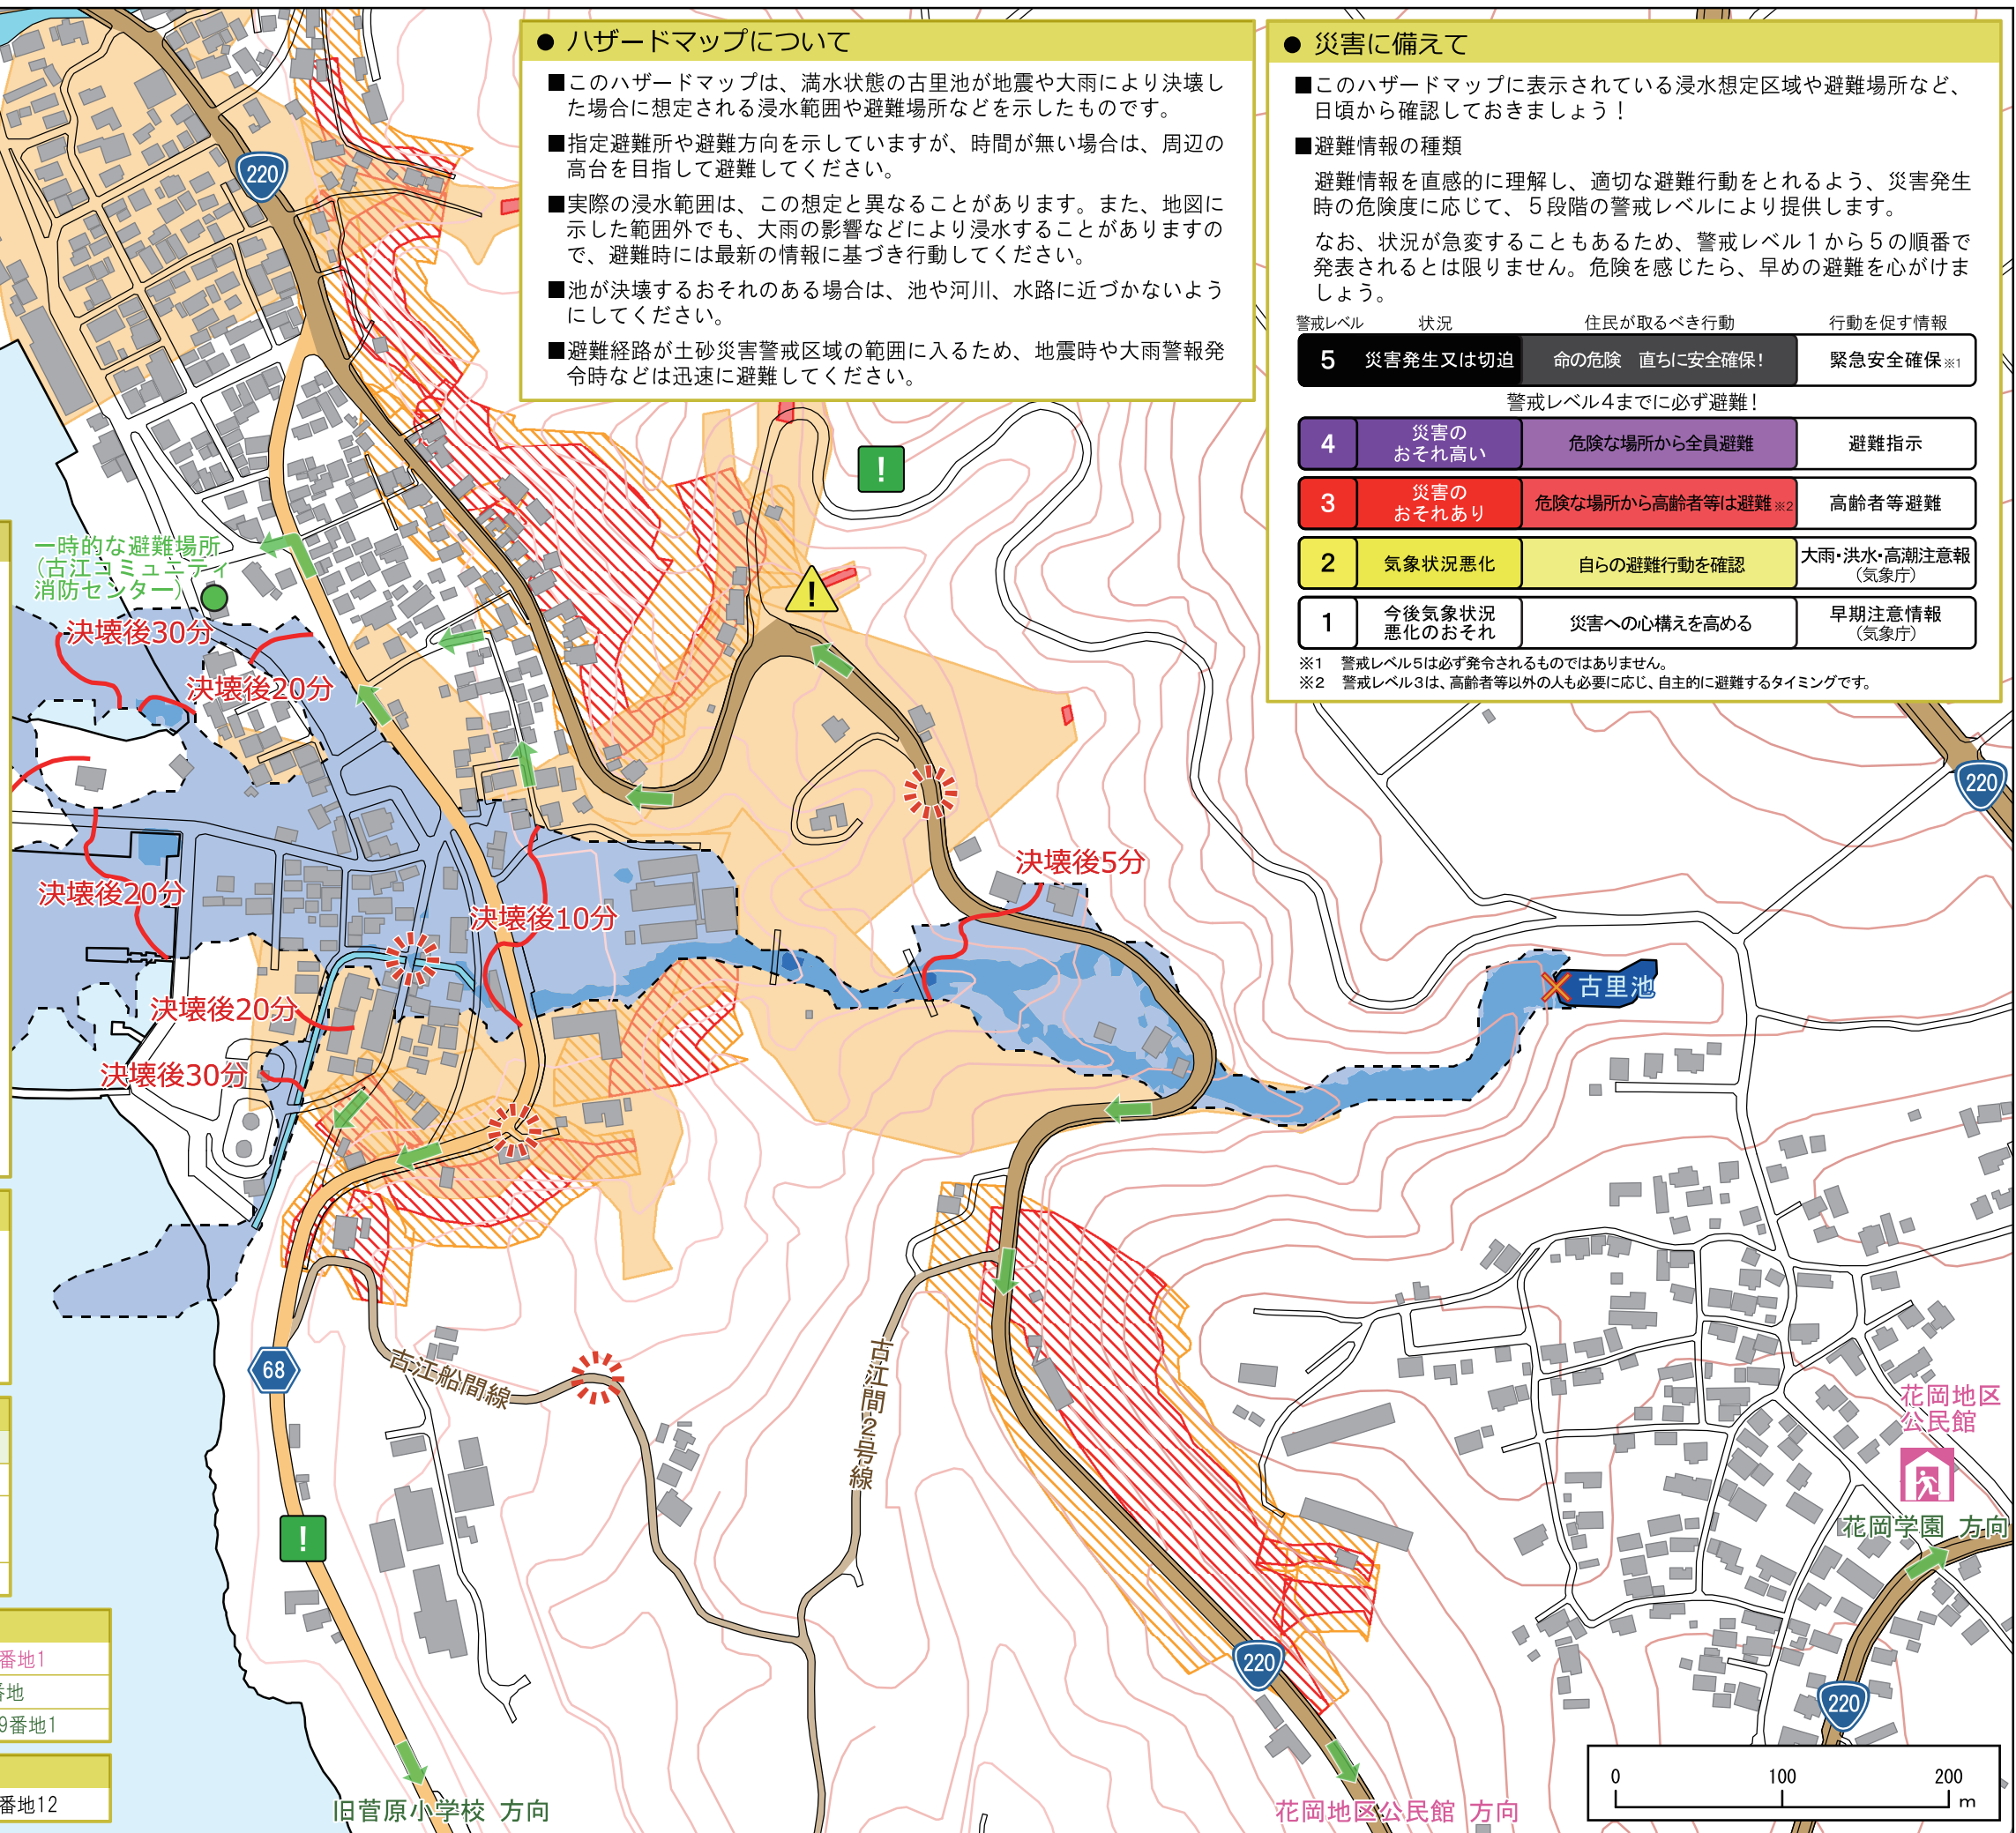 ● ハザードマップについて
■このハザードマップは、満水状態の古里池が地震や大雨により決壊し
た場合に想定される浸水範囲や避難場所などを示したものです。
■指定避難所や避難方向を示していますが、時間が無い場合は、周辺の
高台を目指して避難してください。
■実際の浸水範囲は、この想定と異なることがあります。また、地図に
示した範囲外でも、大雨の影響などにより浸水することがありますの
で、避難時には最新の情報に基づき行動してください。
■池が決壊するおそれのある場合は、池や河川、水路に近づかないよう
にしてください。
■避難経路が土砂災害警戒区域の範囲に入るため、地震時や大雨警報発
令時などは迅速に避難してください。
● 災害に備えて
■このハザードマップに表示されている浸水想定区域や避難場所など、
日頃から確認しておきましょう！
■避難情報の種類
避難情報を直感的に理解し、適切な避難行動をとれるよう、災害発生
時の危険度に応じて、５段階の警戒レベルにより提供します。
なお、状況が急変することもあるため、警戒レベル１から５の順番で
発表されるとは限りません。危険を感じたら、早めの避難を心がけま
しょう。
警戒レベル 状況 住民が取るべき行動 行動を促す情報
5 災害発生又は切迫 命の危険 直ちに安全確保！ 緊急安全確保※1
警戒レベル4までに必ず避難！
4 災害のおそれ高い 危険な場所から全員避難 避難指示
3 災害のおそれあり 危険な場所から高齢者等は避難※2 高齢者等避難
2 気象状況悪化 自らの避難行動を確認 大雨・洪水・高潮注意報（気象庁）
1 今後気象状況悪化のおそれ 災害への心構えを高める 早期注意情報（気象庁）
※1 警戒レベル5は必ず発令されるものではありません。
※2 警戒レベル3は、高齢者等以外の人も必要に応じ、自主的に避難するタイミングです。
220
!
一時的な避難場所
（古江コミュニティ
消防センター）
!
決壊後30分
決壊後20分
220
決壊後5分
決壊後20分
決壊後10分
古里池
決壊後20分
決壊後30分
68
古江船間線
古江間２号線
花岡地区
公民館
花岡学園 方向
!
220
220
番地1
番地
9番地1
番地12
旧菅原小学校 方向
花岡地区公民館 方向
0 100 200
m